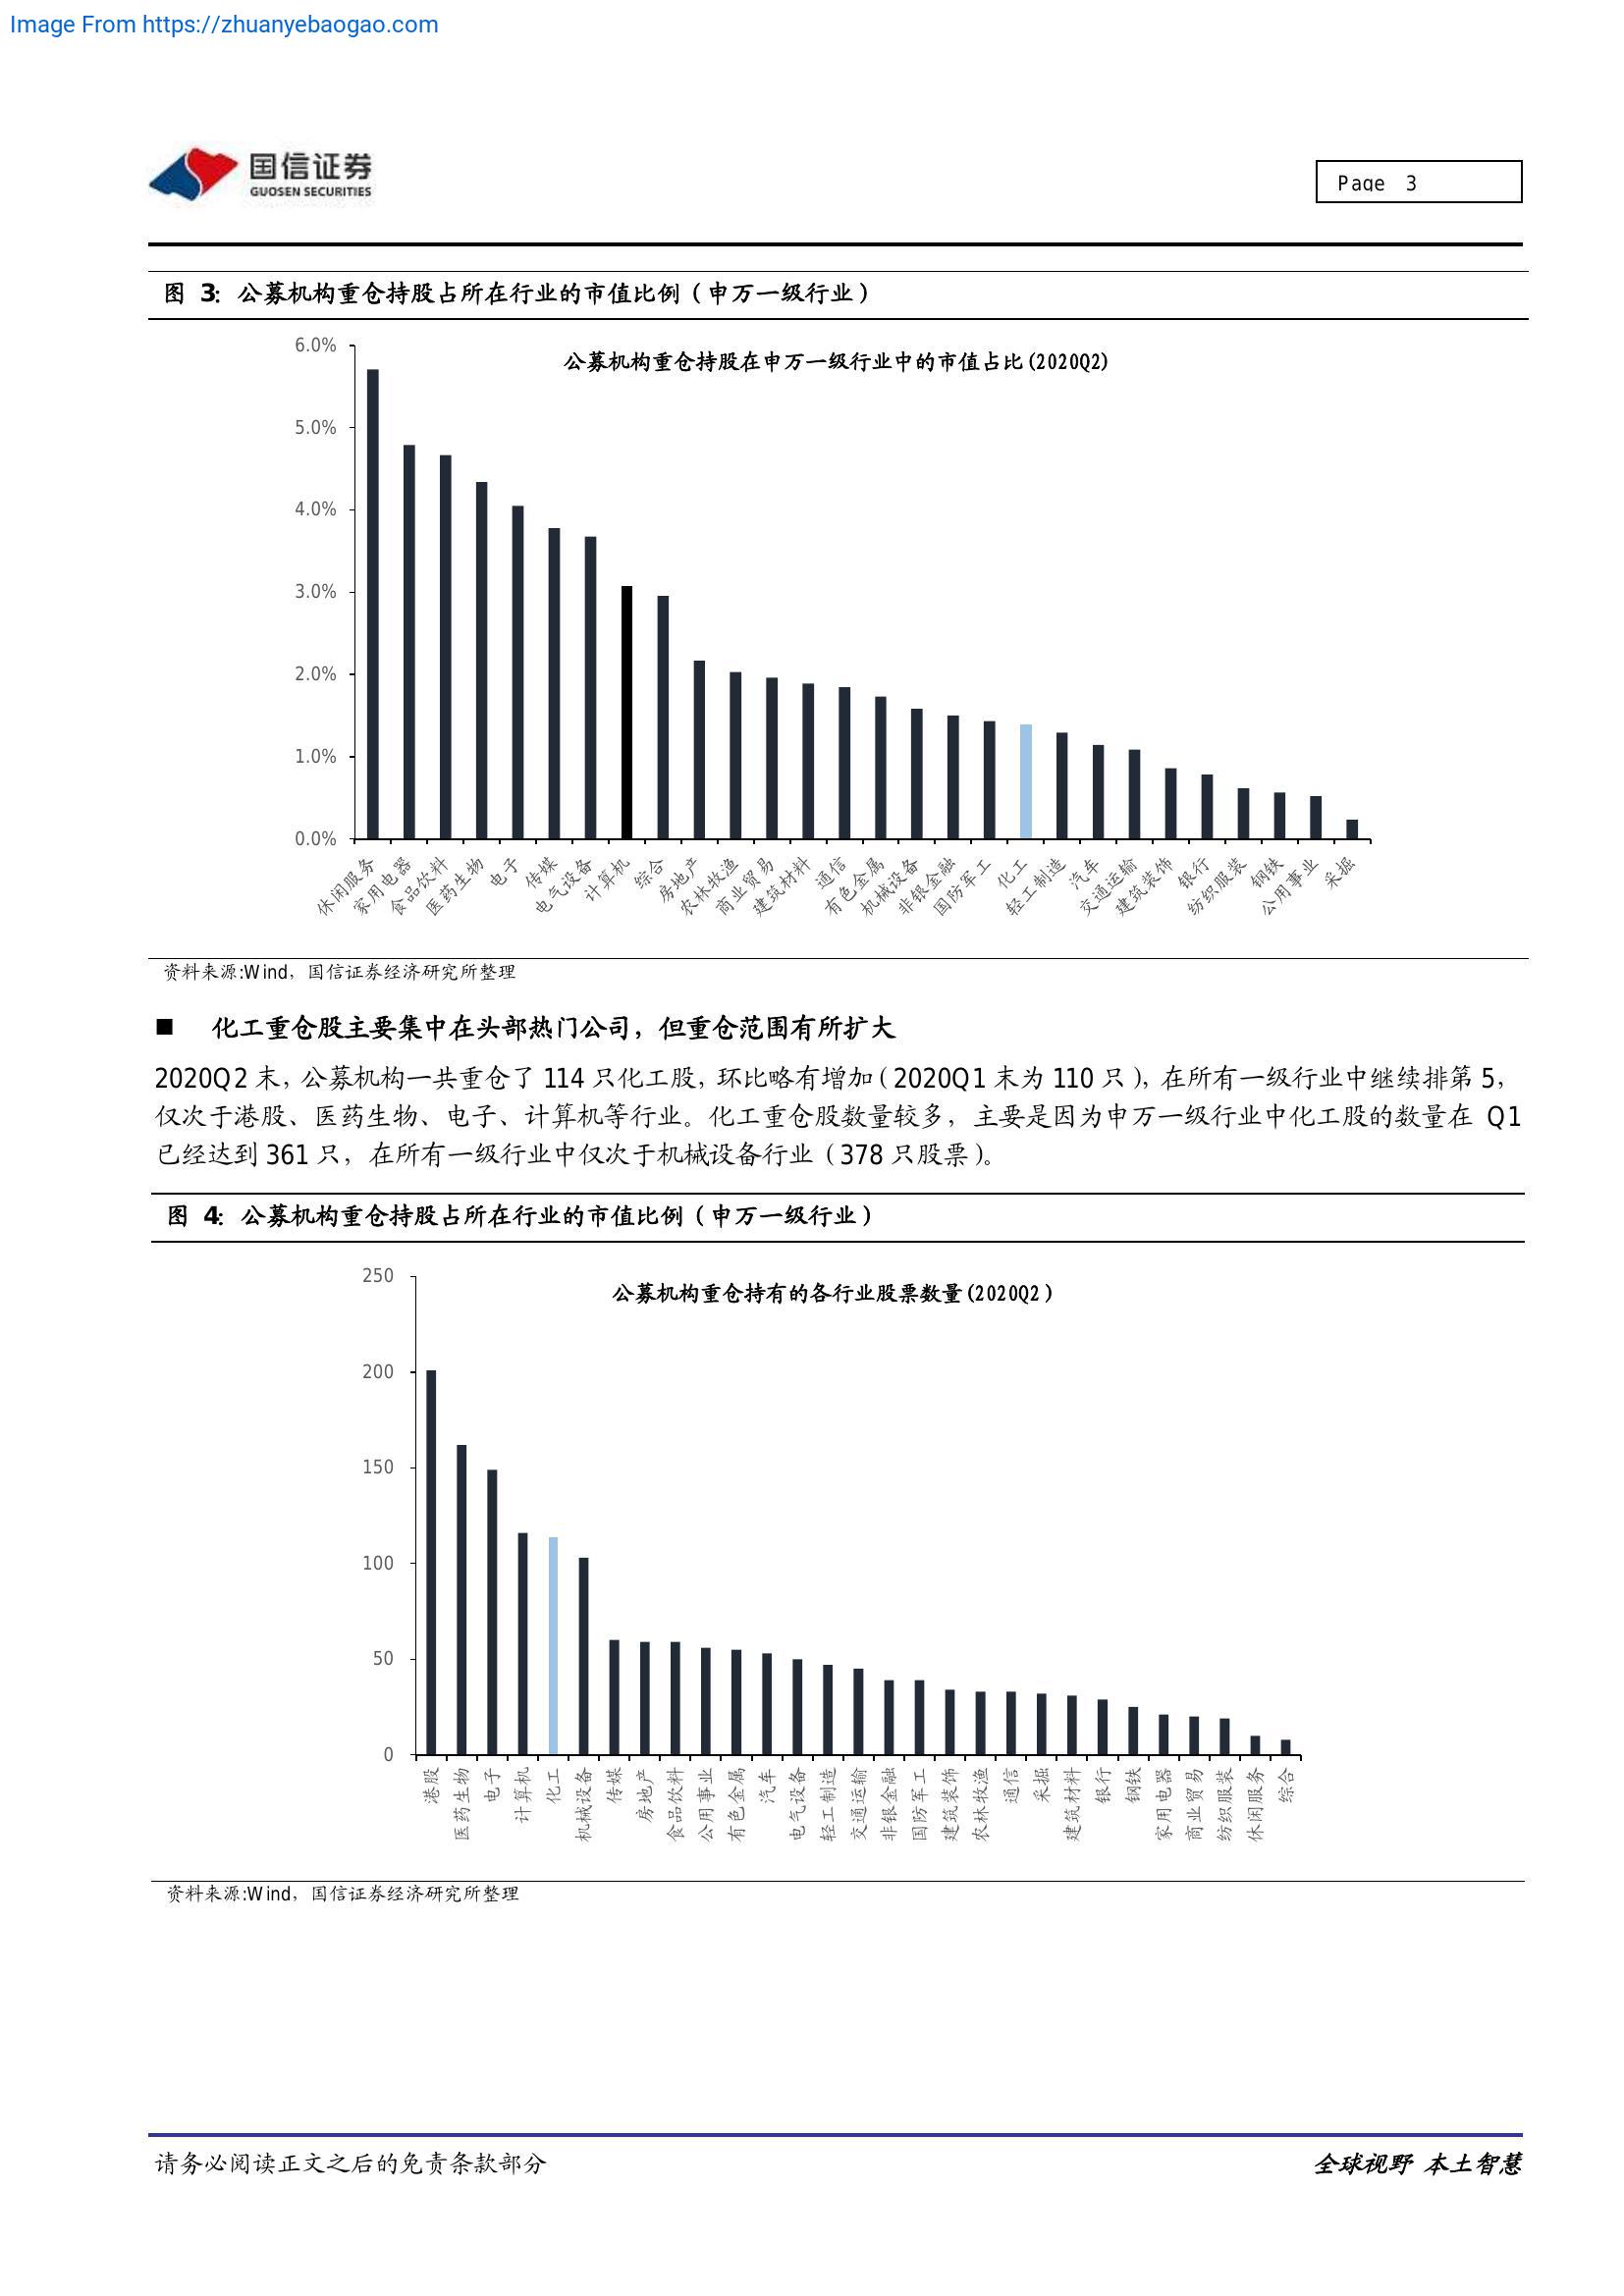 Image From https://zhuanyebaogao.com
国信证券
GUOSEN SECURITIES
Page 3
图 3: 公募机构重仓持股占所在行业的市值比例（申万一级行业）
公募机构重仓持股在申万一级行业中的市值占比(2020Q2)
6.0%
5.0%
4.0%
3.0%
2.0%
1.0%
0.0%
休闲服务
家用电器
食品饮料
医药生物
电子
传媒
电气设备
计算机
综合
房地产
农林牧渔
商业贸易
建筑材料
通信
有色金属
机械设备
非银金融
国防军工
化工
轻工制造
汽车
交通运输
建筑装饰
银行
纺织服装
钢铁
公用事业
采掘
资料来源:Wind，国信证券经济研究所整理
■ 化工重仓股主要集中在头部热门公司，但重仓范围有所扩大
2020Q2 末，公募机构一共重仓了 114 只化工股，环比略有增加（2020Q1 末为 110 只），在所有一级行业中继续排第 5，
仅次于港股、医药生物、电子、计算机等行业。化工重仓股数量较多，主要是因为申万一级行业中化工股的数量在 Q1
已经达到 361 只，在所有一级行业中仅次于机械设备行业（378 只股票）。
图 4: 公募机构重仓持股占所在行业的市值比例（申万一级行业）
公募机构重仓持有的各行业股票数量(2020Q2)
250
200
150
100
50
0
港股
医药生物
电子
计算机
化工
机械设备
传媒
房地产
食品饮料
公用事业
有色金属
汽车
电气设备
轻工制造
交通运输
非银金融
国防军工
建筑装饰
农林牧渔
通信
采掘
建筑材料
银行
钢铁
家用电器
商业贸易
纺织服装
休闲服务
综合
资料来源:Wind，国信证券经济研究所整理
请务必阅读正文之后的免责条款部分
全球视野 本土智慧